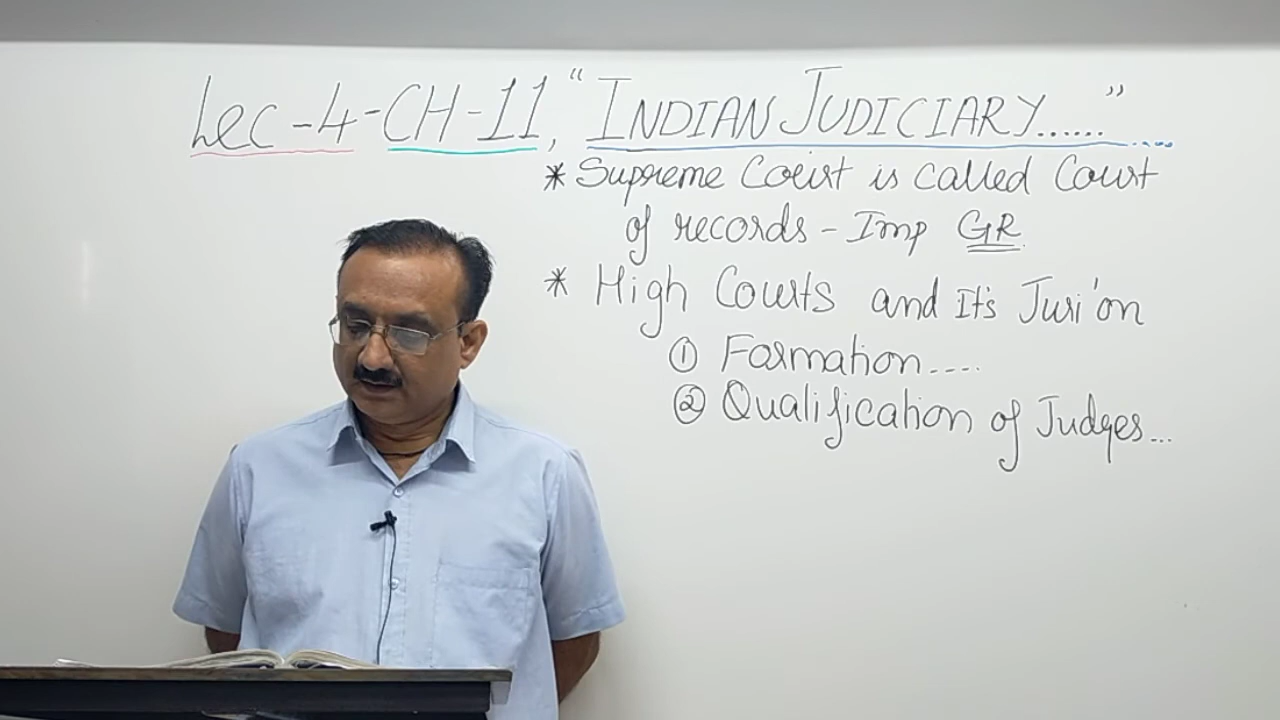 Lec-4-CH-11, "INDIAN JUDICIARY......"
* Supreme Court is called Court
of records - Imp GR
* High Courts and It's Juri'on
① Formation....
② Qualification of Judges...